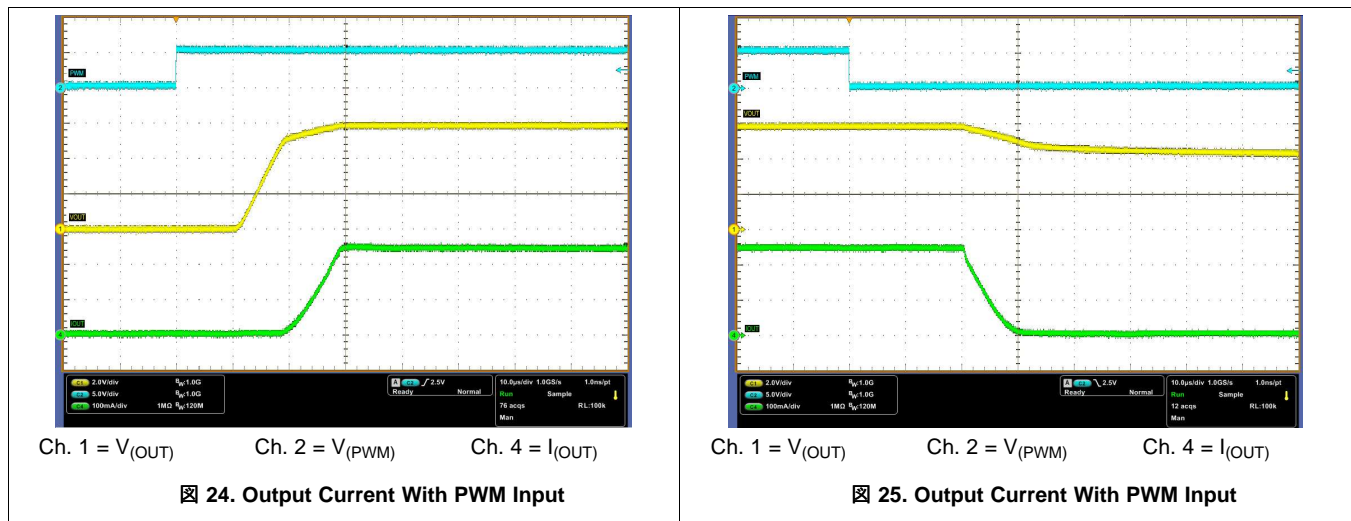 PWM
2
VOUT
1
IOUT
4
C1 2.0V/div BW:1.0G
C2 5.0V/div BW:1.0G
C4 100mA/div 1MΩ BW:120M
A C2 2.5V
Ready Normal
10.0µs/div 1.0GS/s 1.0ns/pt
Run Sample
76 acqs RL:100k
Man
Ch. 1 = V(OUT) Ch. 2 = V(PWM) Ch. 4 = I(OUT)
図 24. Output Current With PWM Input
PWM
2
VOUT
1
IOUT
4
C1 2.0V/div BW:1.0G
C2 5.0V/div BW:1.0G
C4 100mA/div 1MΩ BW:120M
A C2 2.5V
Ready Normal
10.0µs/div 1.0GS/s 1.0ns/pt
Run Sample
12 acqs RL:100k
Man
Ch. 1 = V(OUT) Ch. 2 = V(PWM) Ch. 4 = I(OUT)
図 25. Output Current With PWM Input